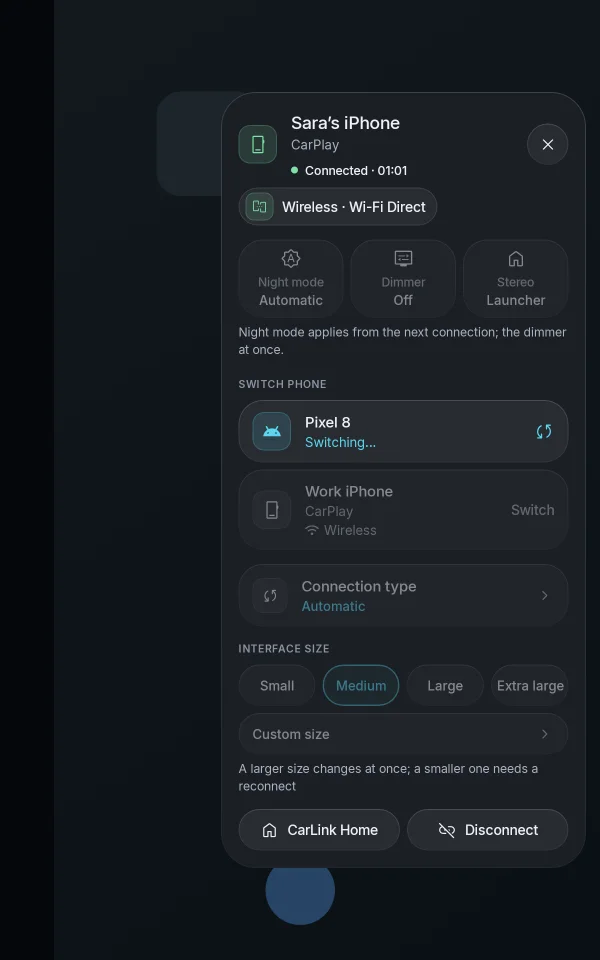 Sara’s iPhone
CarPlay
Connected · 01:01
Wireless · Wi-Fi Direct
Night mode
Automatic
Dimmer
Off
Stereo
Launcher
Night mode applies from the next connection; the dimmer
at once.
SWITCH PHONE
Pixel 8
Switching…
Work iPhone
CarPlay
Wireless
Switch
Connection type
Automatic
INTERFACE SIZE
Small
Medium
Large
Extra large
Custom size
A larger size changes at once; a smaller one needs a
reconnect
CarLink Home
Disconnect